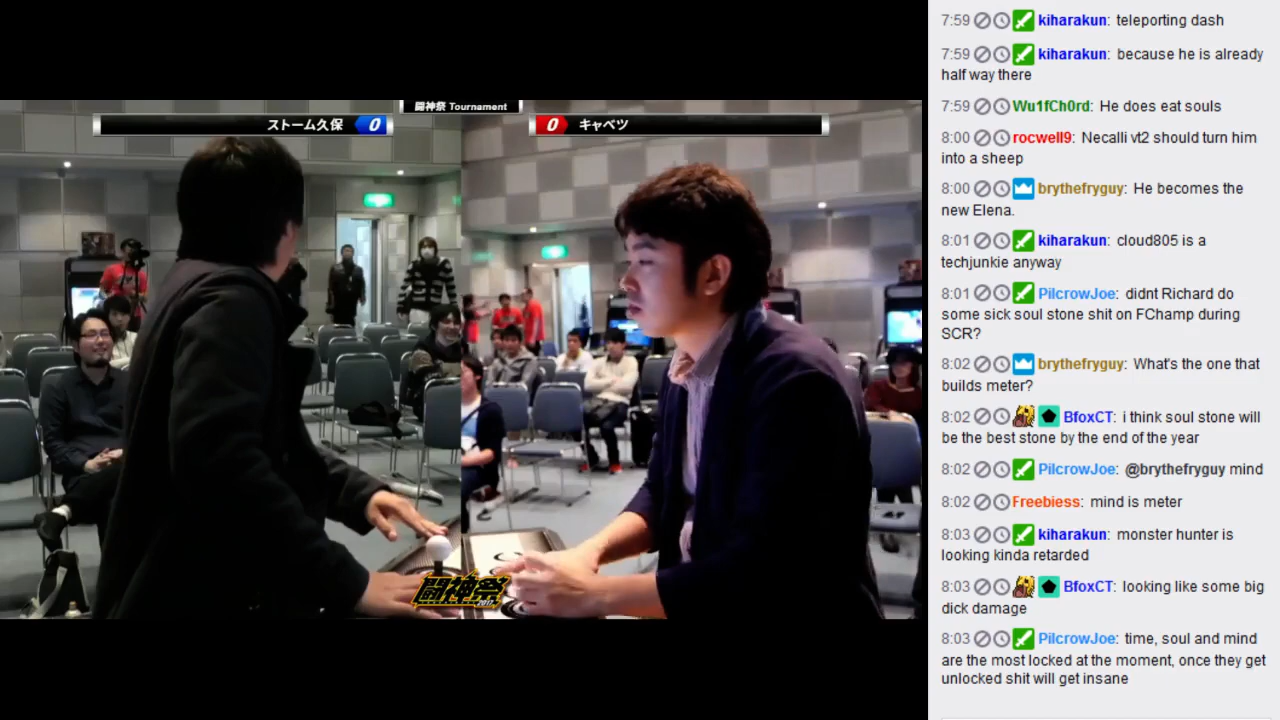 闘神祭 Tournament
ストーム久保 0
0 キャベツ
闘神祭
2017
7:59 kiharakun: teleporting dash
7:59 kiharakun: because he is already
half way there
7:59 Wu1fCh0rd: He does eat souls
8:00 rocwell9: Necalli vt2 should turn him
into a sheep
8:00 brythefryguy: He becomes the
new Elena.
8:01 kiharakun: cloud805 is a
techjunkie anyway
8:01 PilcrowJoe: didnt Richard do
some sick soul stone shit on FChamp during
SCR?
8:02 brythefryguy: What's the one that
builds meter?
8:02 BfoxCT: i think soul stone will
be the best stone by the end of the year
8:02 PilcrowJoe: @brythefryguy mind
8:02 Freebiess: mind is meter
8:03 kiharakun: monster hunter is
looking kinda retarded
8:03 BfoxCT: looking like some big
dick damage
8:03 PilcrowJoe: time, soul and mind
are the most locked at the moment, once they get
unlocked shit will get insane